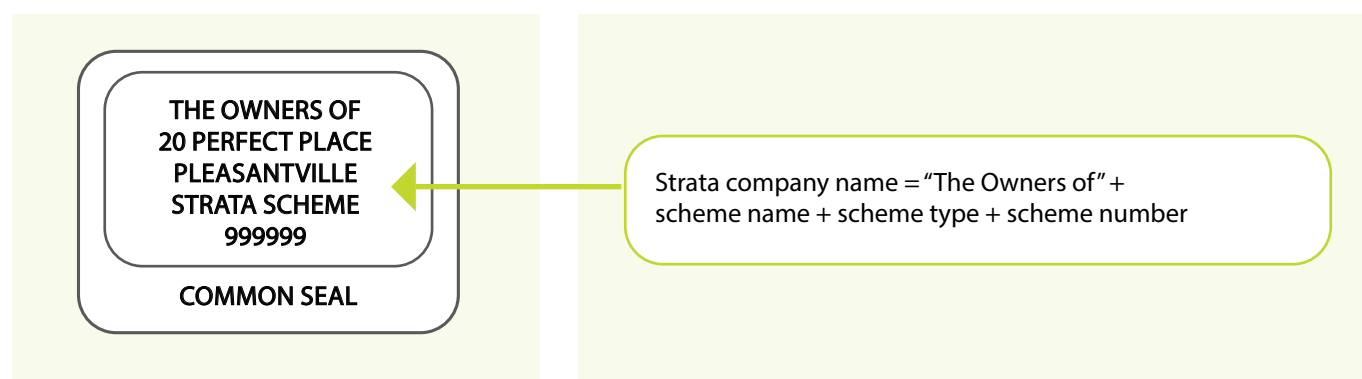 THE OWNERS OF
20 PERFECT PLACE
PLEASANTVILLE
STRATA SCHEME
999999
COMMON SEAL
Strata company name = “The Owners of” +
scheme name + scheme type + scheme number